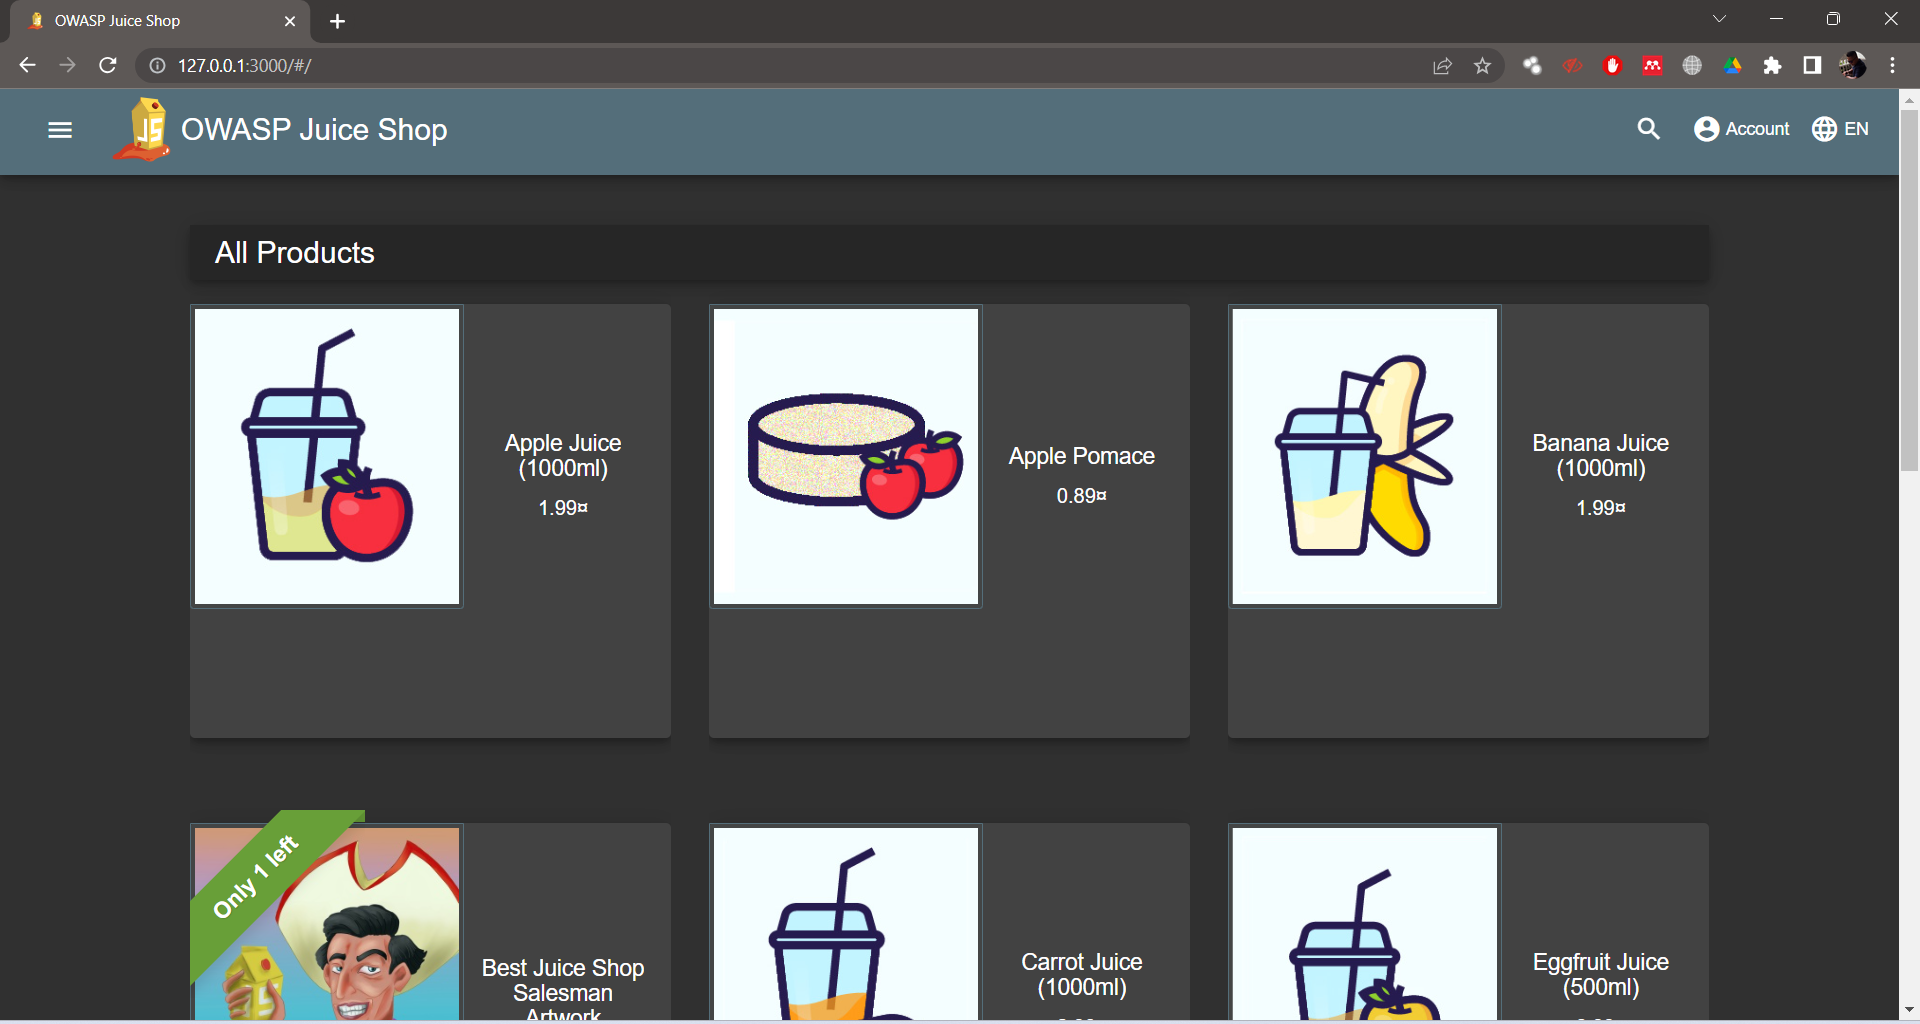 OWASP Juice Shop
127.0.0.1:3000/#/
JS
OWASP Juice Shop
Account
EN
All Products
Apple Juice
(1000ml)
1.99¤
Apple Pomace
0.89¤
Banana Juice
(1000ml)
1.99¤
Only 1 left
Best Juice Shop
Salesman
Artwork
Carrot Juice
(1000ml)
Eggfruit Juice
(500ml)